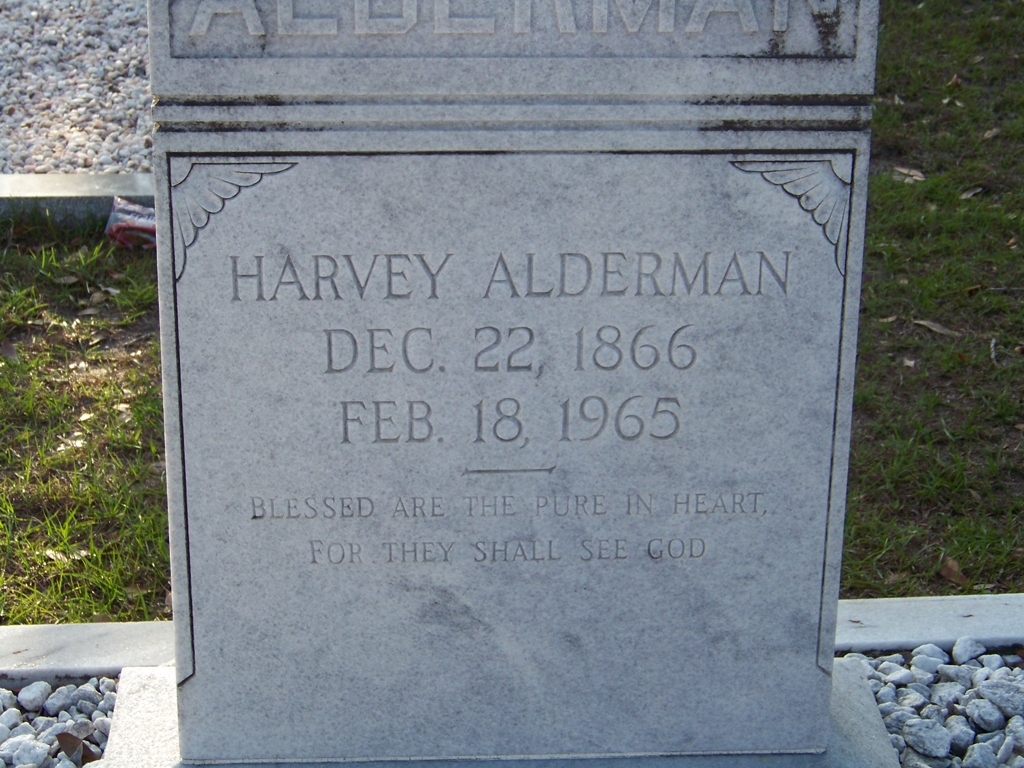 ALDERMAN
HARVEY ALDERMAN
DEC. 22, 1866
FEB. 18, 1965
BLESSED ARE THE PURE IN HEART,
FOR THEY SHALL SEE GOD